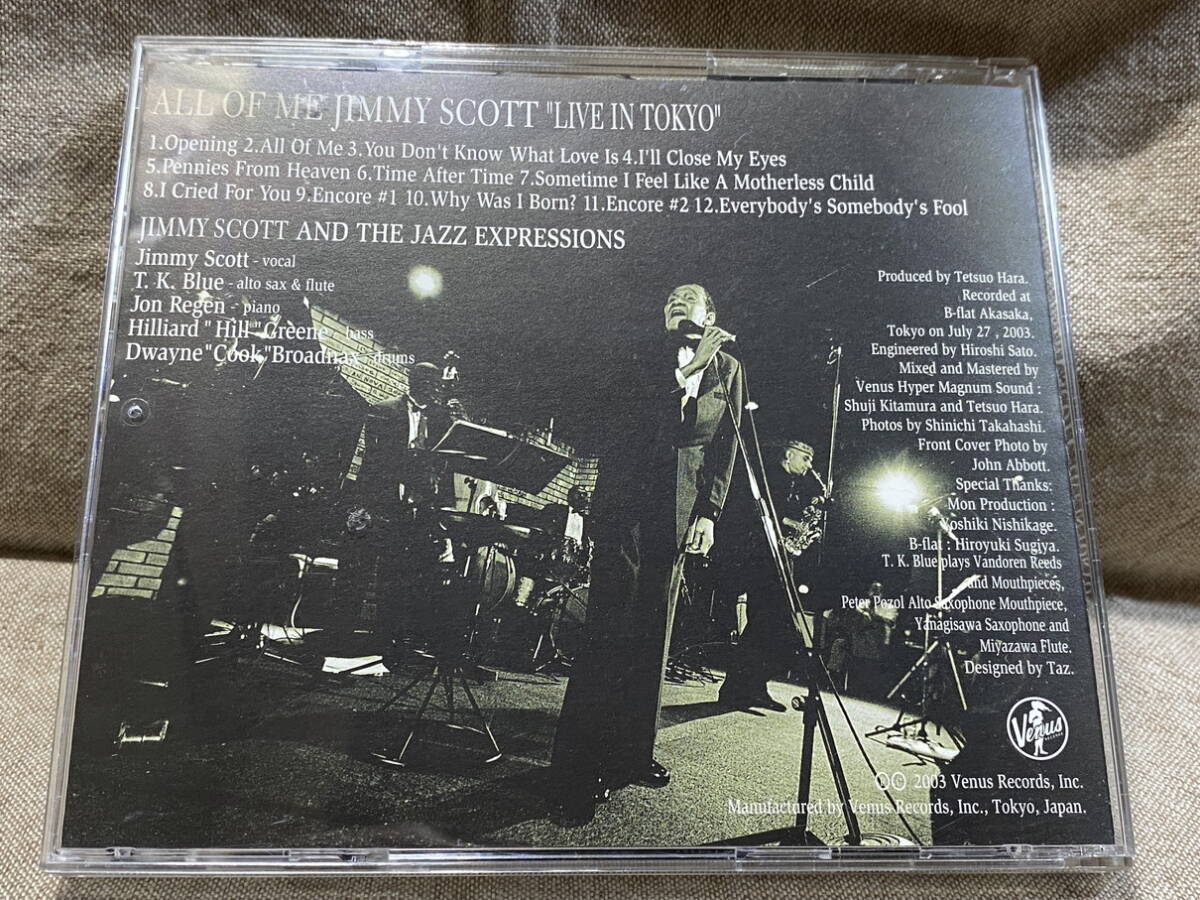 ALL OF ME JIMMY SCOTT "LIVE IN TOKYO"
1.Opening 2.All Of Me 3.You Don't Know What Love Is 4.I'll Close My Eyes
5.Pennies From Heaven 6.Time After Time 7.Sometime I Feel Like A Motherless Child
8.I Cried For You 9.Encore #1 10.Why Was I Born? 11.Encore #2 12.Everybody's Somebody's Fool
JIMMY SCOTT AND THE JAZZ EXPRESSIONS
Jimmy Scott - vocal
T. K. Blue - alto sax & flute
Jon Regen - piano
Hilliard "Hill" Greene - bass
Dwayne "Cook" Broadnax - drums
Produced by Tetsuo Hara.
Recorded at
B-flat Akasaka,
Tokyo on July 27 , 2003.
Engineered by Hiroshi Sato.
Mixed and Mastered by
Venus Hyper Magnum Sound :
Shuji Kitamura and Tetsuo Hara.
Photos by Shinichi Takahashi.
Front Cover Photo by
John Abbott.
Special Thanks:
Mon Production :
Yoshiki Nishikage.
B-flat : Hiroyuki Sugiya.
T. K. Blue plays Vandoren Reeds
and Mouthpieces,
Peter Pozol Alto Saxophone Mouthpiece,
Yanagisawa Saxophone and
Miyazawa Flute.
Designed by Taz.
Venus
RECORDS
Ⓟ© 2003 Venus Records, Inc.
Manufactured by Venus Records, Inc., Tokyo, Japan.